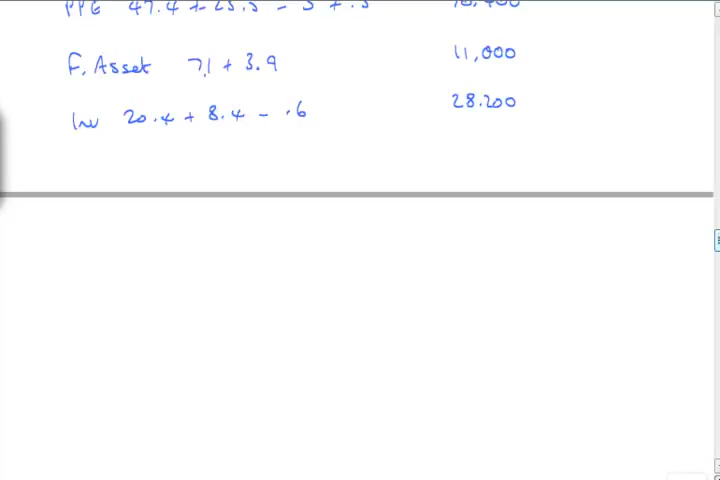 F. Asset 7.1 + 3.9 11,000
Inv 20.4 + 8.4 - .6 28.200